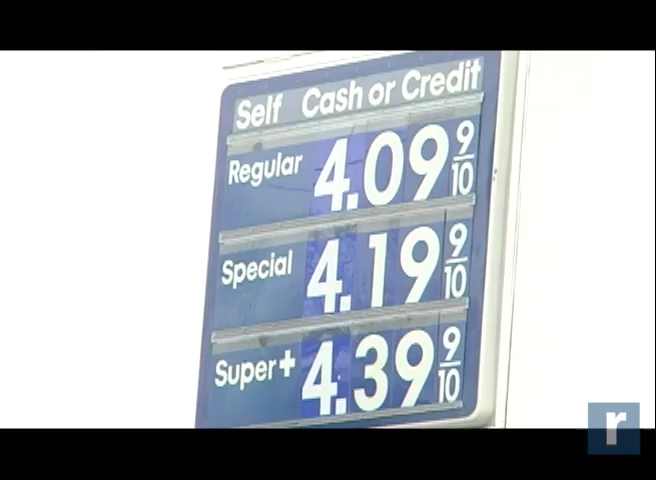 Self Cash or Credit
Regular 4.09 9/10
Special 4.19 9/10
Super+ 4.39 9/10
r